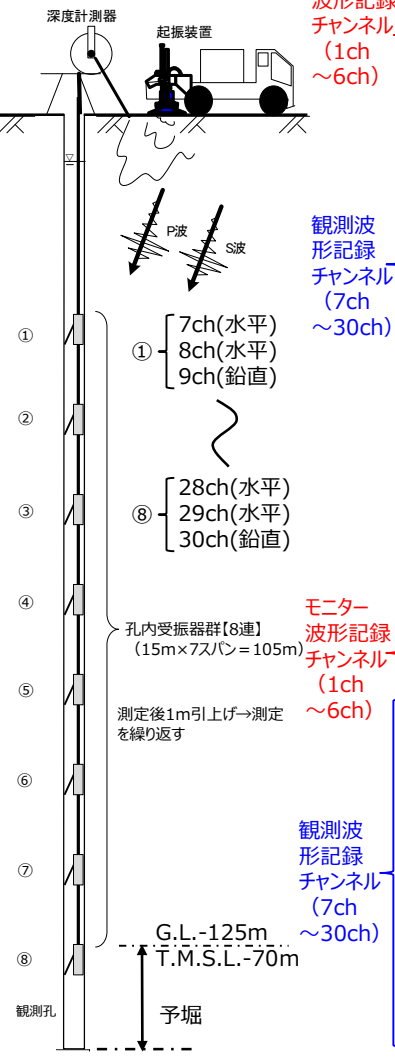 波形記録
チャンネル
（1ch
～6ch)
深度計測器
起振装置
P波
S波
観測波
形記録
チャンネル
（7ch
～30ch)
①
②
③
④
⑤
⑥
⑦
⑧
①
7ch(水平)
8ch(水平)
9ch(鉛直)
⑧
28ch(水平)
29ch(水平)
30ch(鉛直)
孔内受振器群【8連】
（15m×7スパン＝105m）
測定後1m引上げ→測定
を繰り返す
モニター
波形記録
チャンネル
（1ch
～6ch)
観測波
形記録
チャンネル
（7ch
～30ch)
G.L.-125m
T.M.S.L.-70m
観測孔
予堀